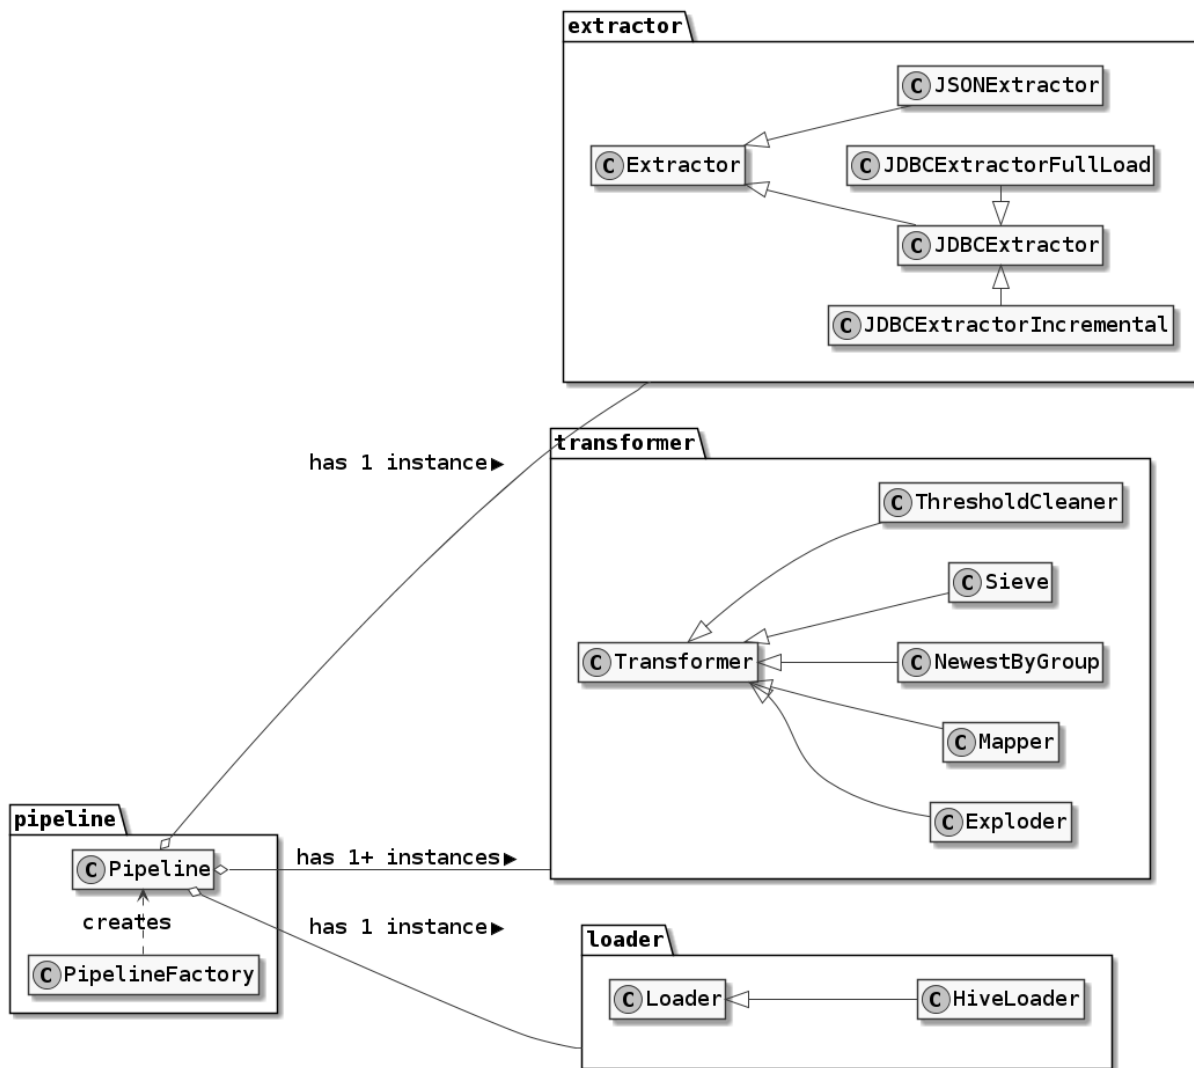 extractor
C JSONExtractor
C Extractor
C JDBCExtractorFullLoad
C JDBCExtractor
C JDBCExtractorIncremental
has 1 instance▶
transformer
C ThresholdCleaner
C Sieve
C Transformer
C NewestByGroup
C Mapper
C Exploder
pipeline
C Pipeline
has 1+ instances▶
creates
C PipelineFactory
has 1 instance▶
loader
C Loader
C HiveLoader